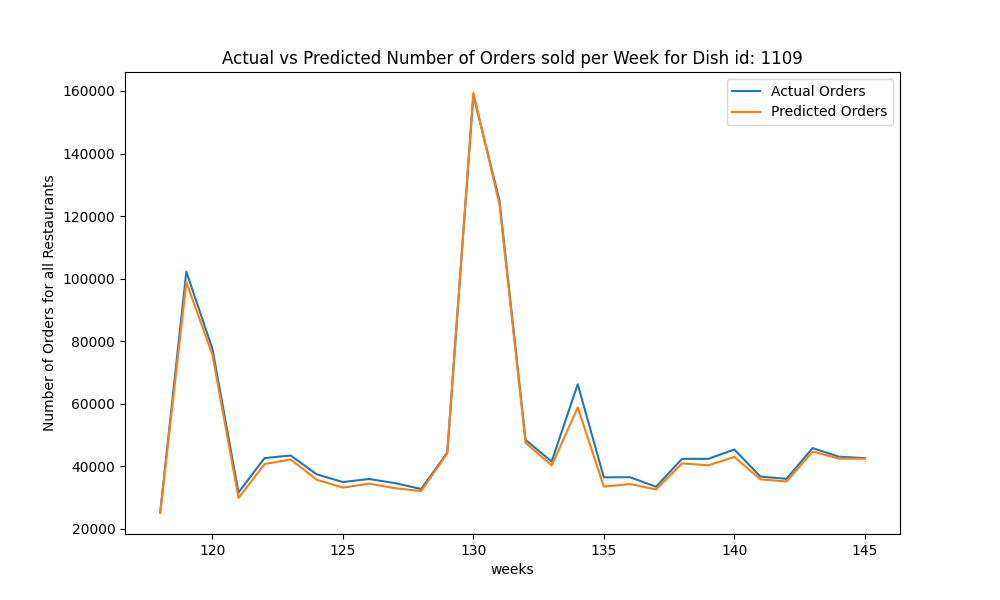 Actual vs Predicted Number of Orders sold per Week for Dish id: 1109
Actual Orders
Predicted Orders
Number of Orders for all Restaurants
160000
140000
120000
100000
80000
60000
40000
20000
120
125
130
135
140
145
weeks